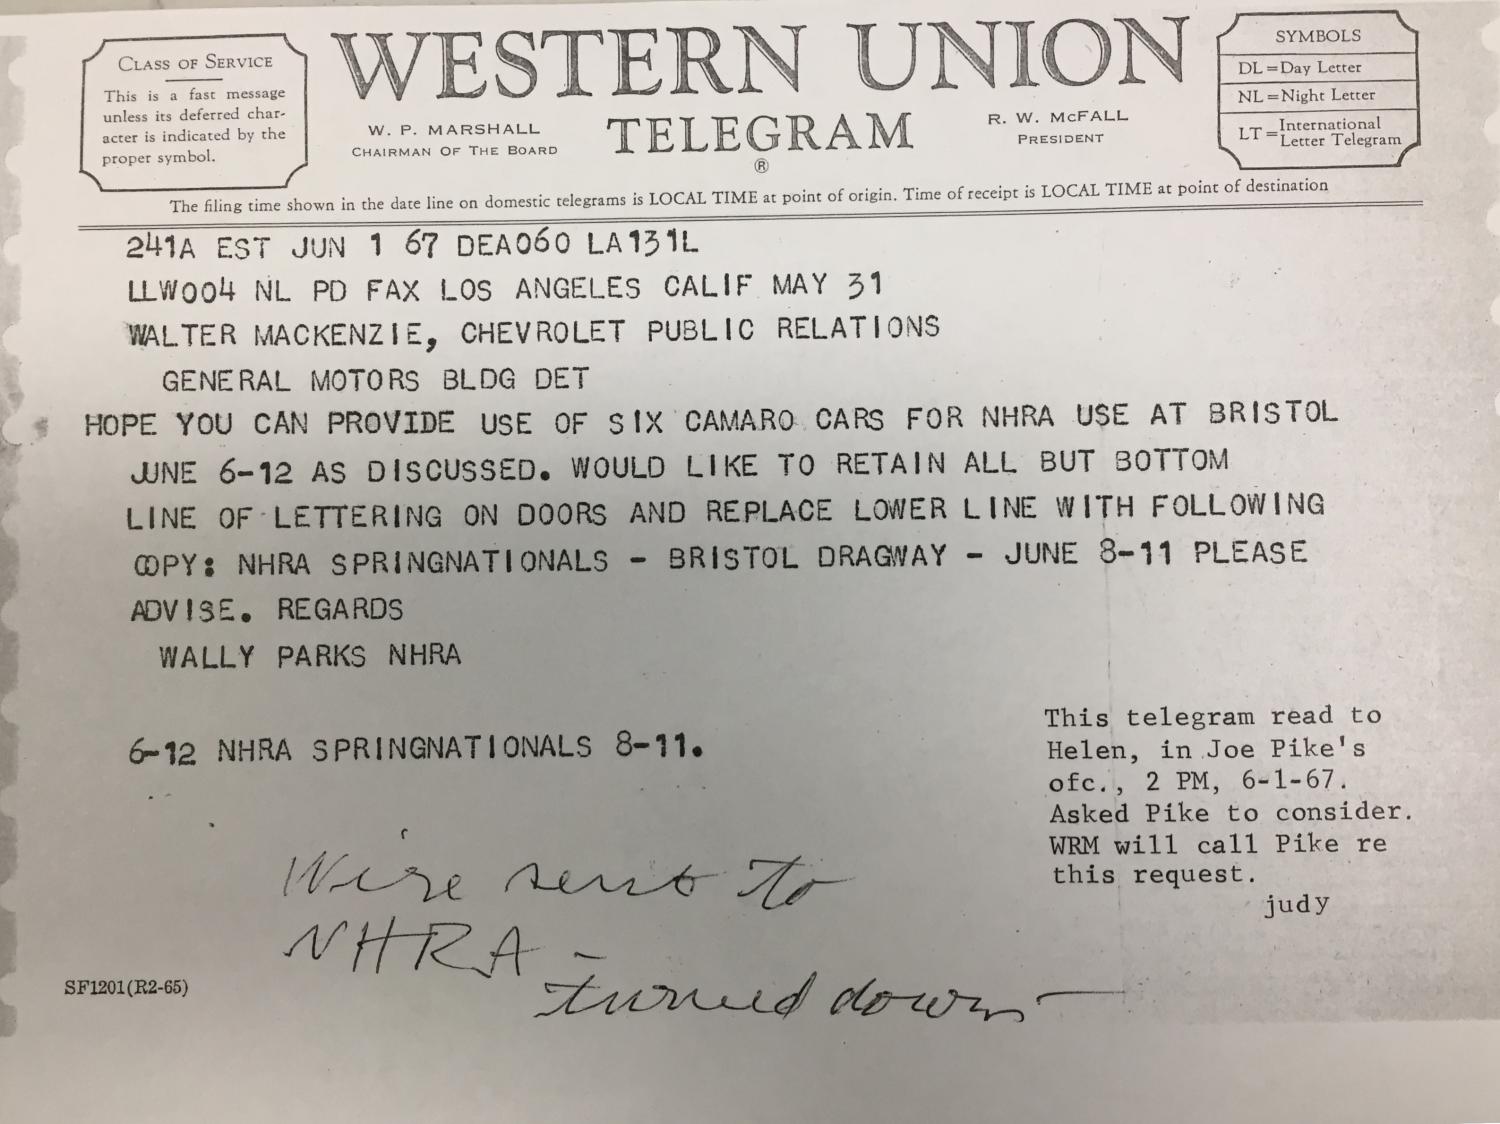 CLASS OF SERVICE
This is a fast message
unless its deferred char-
acter is indicated by the
proper symbol.
WESTERN UNION
TELEGRAM
®
W. P. MARSHALL
CHAIRMAN OF THE BOARD
R. W. McFALL
PRESIDENT
SYMBOLS
DL=Day Letter
NL=Night Letter
LT=International
Letter Telegram
The filing time shown in the date line on domestic telegrams is LOCAL TIME at point of origin. Time of receipt is LOCAL TIME at point of destination
241A EST JUN 1 67 DEA060 LA131L
LLW004 NL PD FAX LOS ANGELES CALIF MAY 31
WALTER MACKENZIE, CHEVROLET PUBLIC RELATIONS
GENERAL MOTORS BLDG DET
HOPE YOU CAN PROVIDE USE OF SIX CAMARO CARS FOR NHRA USE AT BRISTOL
JUNE 6-12 AS DISCUSSED. WOULD LIKE TO RETAIN ALL BUT BOTTOM
LINE OF LETTERING ON DOORS AND REPLACE LOWER LINE WITH FOLLOWING
COPY: NHRA SPRINGNATIONALS - BRISTOL DRAGWAY - JUNE 8-11 PLEASE
ADVISE. REGARDS
WALLY PARKS NHRA
6-12 NHRA SPRINGNATIONALS 8-11.
This telegram read to
Helen, in Joe Pike's
ofc., 2 PM, 6-1-67.
Asked Pike to consider.
WRM will call Pike re
this request.
judy
Wire sent to
NHRA -
turned down -
SF1201(R2-65)